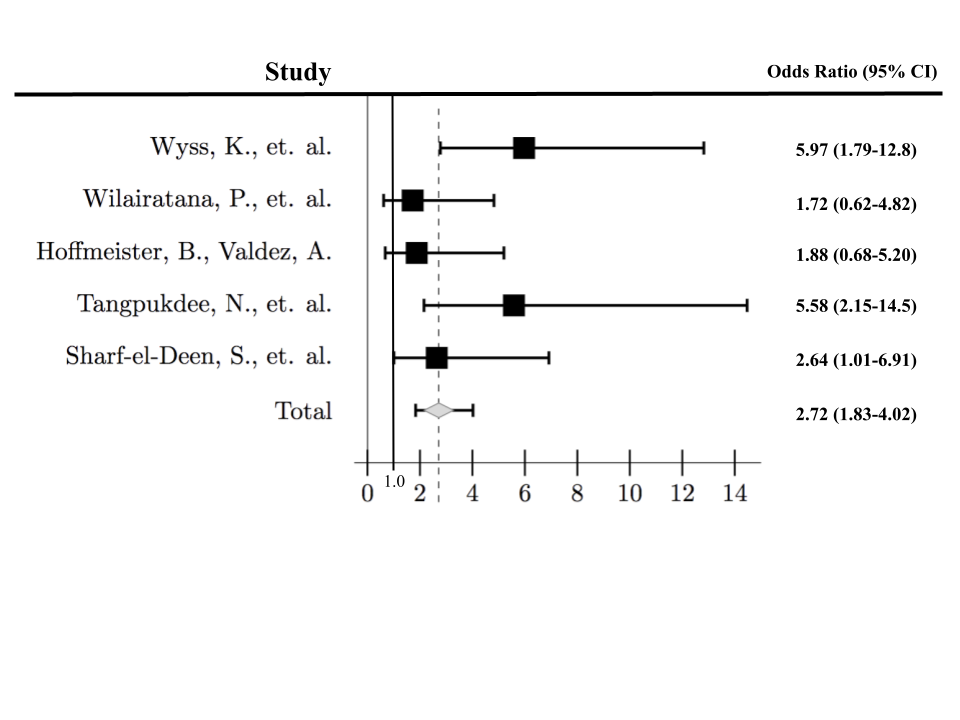 Study Odds Ratio (95% CI)
Wyss, K., et. al. 5.97 (1.79-12.8)
Wilairatana, P., et. al. 1.72 (0.62-4.82)
Hoffmeister, B., Valdez, A. 1.88 (0.68-5.20)
Tangpukdee, N., et. al. 5.58 (2.15-14.5)
Sharf-el-Deen, S., et. al. 2.64 (1.01-6.91)
Total 2.72 (1.83-4.02)
0 1.0 2 4 6 8 10 12 14